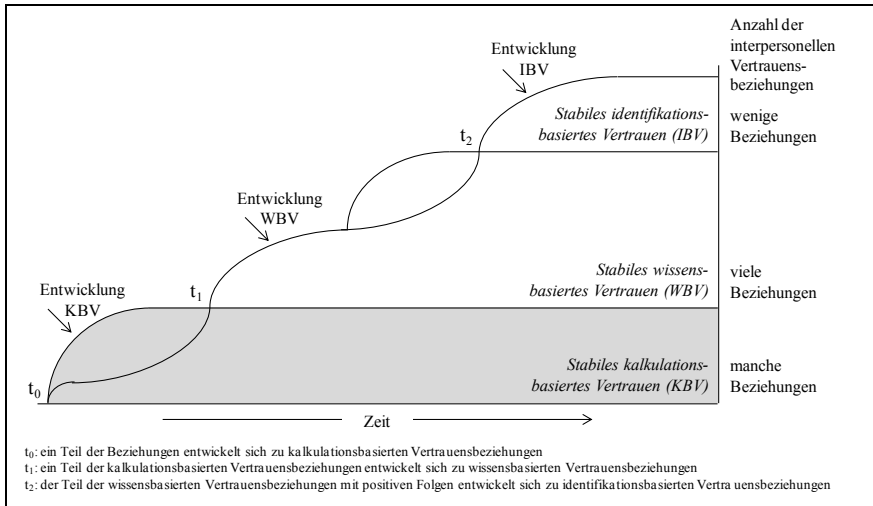 Anzahl der
interpersonellen
Vertrauens-
beziehungen
Entwicklung
IBV
Stabiles identifikations-
basiertes Vertrauen (IBV)
wenige
Beziehungen
t2
Entwicklung
WBV
Stabiles wissens-
basiertes Vertrauen (WBV)
viele
Beziehungen
t1
Entwicklung
KBV
Stabiles kalkulations-
basiertes Vertrauen (KBV)
manche
Beziehungen
t0
Zeit
t0: ein Teil der Beziehungen entwickelt sich zu kalkulationsbasierten Vertrauensbeziehungen
t1: ein Teil der kalkulationsbasierten Vertrauensbeziehungen entwickelt sich zu wissensbasierten Vertrauensbeziehungen
t2: der Teil der wissensbasierten Vertrauensbeziehungen mit positiven Folgen entwickelt sich zu identifikationsbasierten Vertrauensbeziehungen